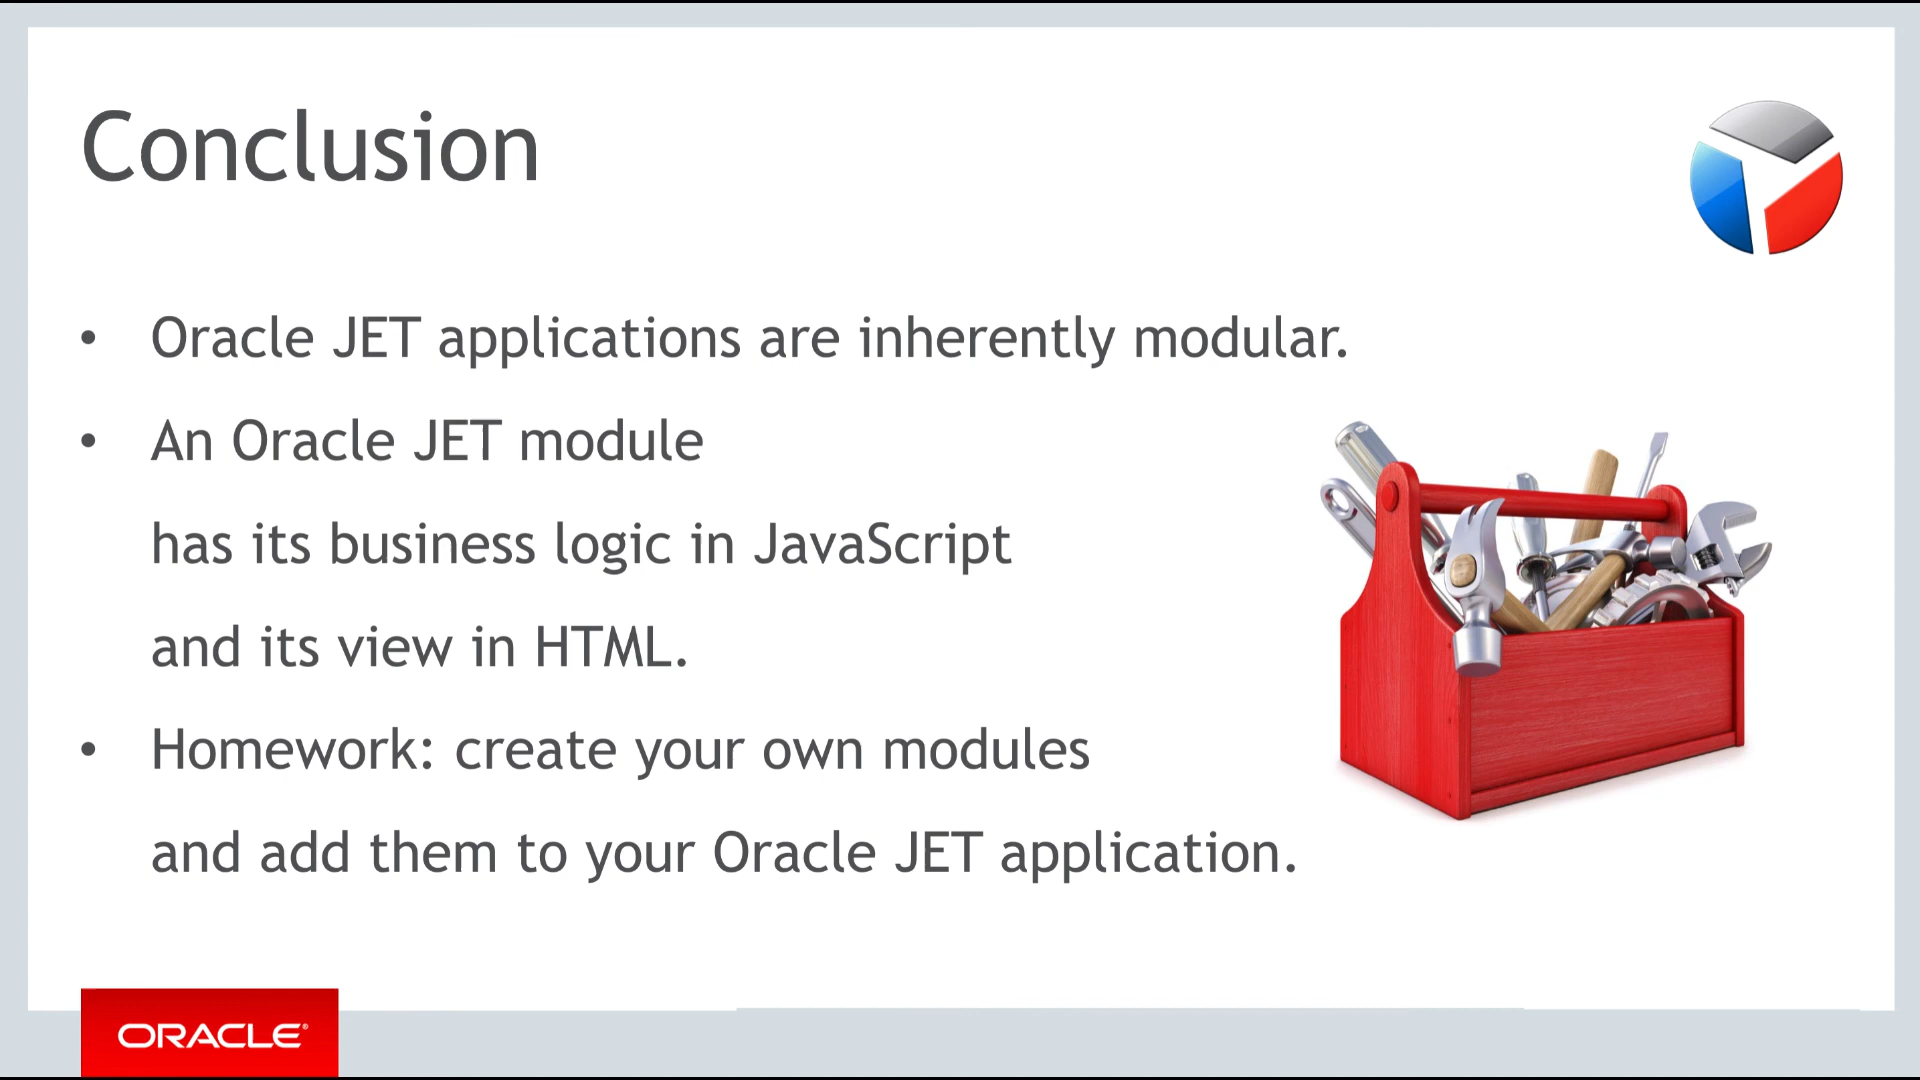 Conclusion
• Oracle JET applications are inherently modular.
• An Oracle JET module
has its business logic in JavaScript
and its view in HTML.
• Homework: create your own modules
and add them to your Oracle JET application.
ORACLE®